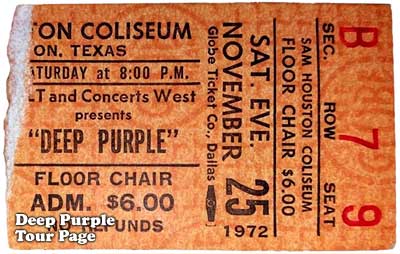 TON COLISEUM
ON, TEXAS
ATURDAY at 8:00 P.M.
LT and Concerts West
presents
"DEEP PURPLE"
FLOOR CHAIR
ADM. $6.00
REFUNDS
Deep Purple
Tour Page
SAT. EVE.
NOVEMBER
25
1972
Globe Ticket Co., Dallas
SAM HOUSTON COLISEUM
FLOOR CHAIR
$6.00
SEC. ROW SEAT
B 7 9